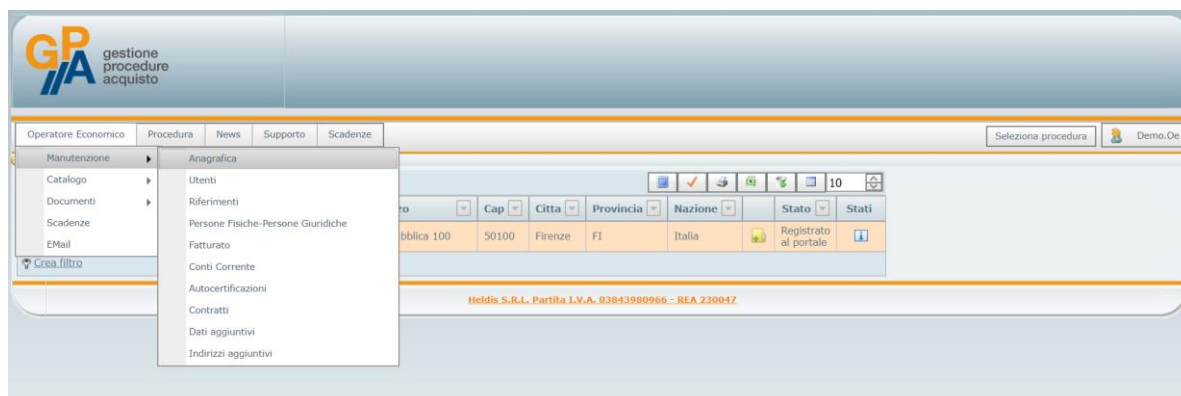 GPA
gestione
procedure
acquisto
Operatore Economico Procedura News Supporto Scadenze Seleziona procedura Demo.Oe
Manutenzione
Catalogo
Documenti
Scadenze
EMail
Crea filtro
Anagrafica
Utenti
Riferimenti
Persone Fisiche-Persone Giuridiche
Fatturato
Conti Corrente
Autocertificazioni
Contratti
Dati aggiuntivi
Indirizzi aggiuntivi
10
zo Cap Citta Provincia Nazione Stato Stati
bblica 100 50100 Firenze FI Italia Registrato
al portale
Heldis S.R.L. Partita I.V.A. 03843980966 - REA 230047